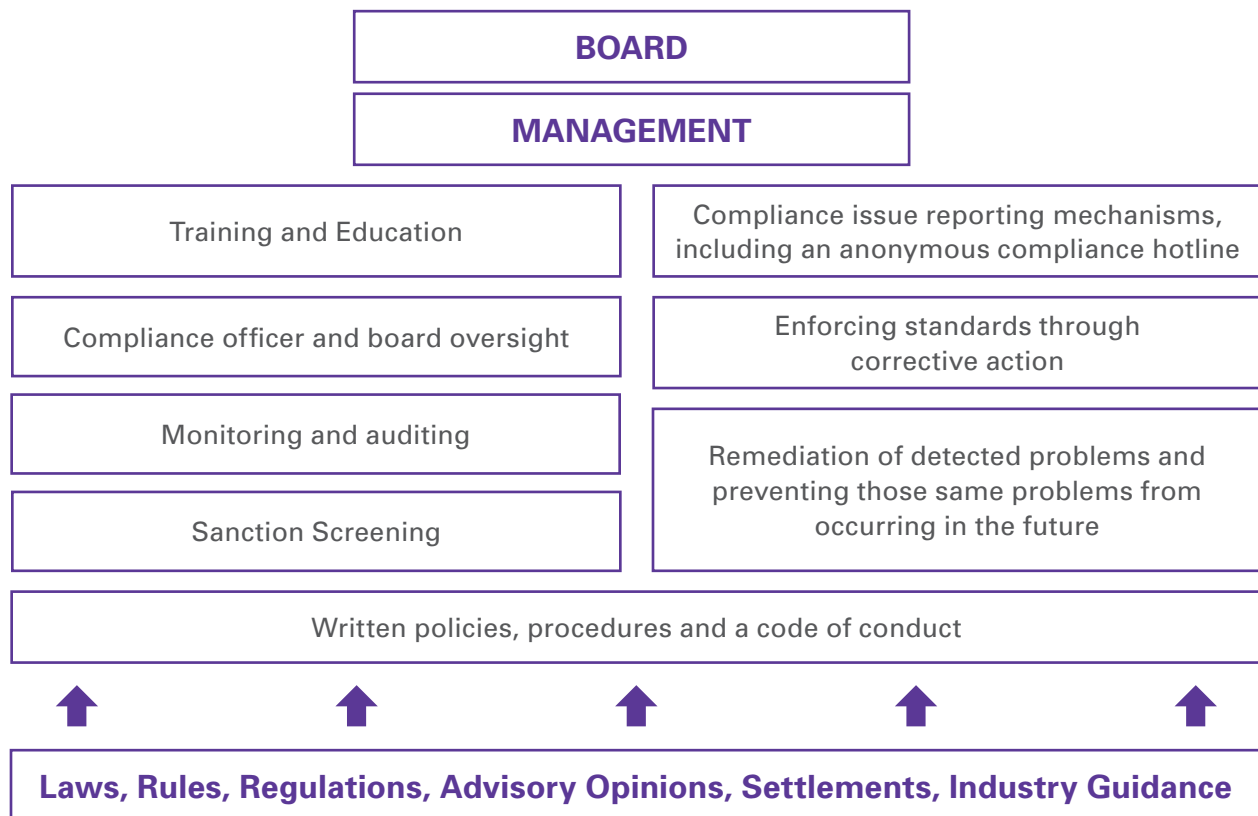 BOARD
MANAGEMENT
Training and Education
Compliance officer and board oversight
Monitoring and auditing
Sanction Screening
Compliance issue reporting mechanisms,
including an anonymous compliance hotline
Enforcing standards through
corrective action
Remediation of detected problems and
preventing those same problems from
occurring in the future
Written policies, procedures and a code of conduct
Laws, Rules, Regulations, Advisory Opinions, Settlements, Industry Guidance